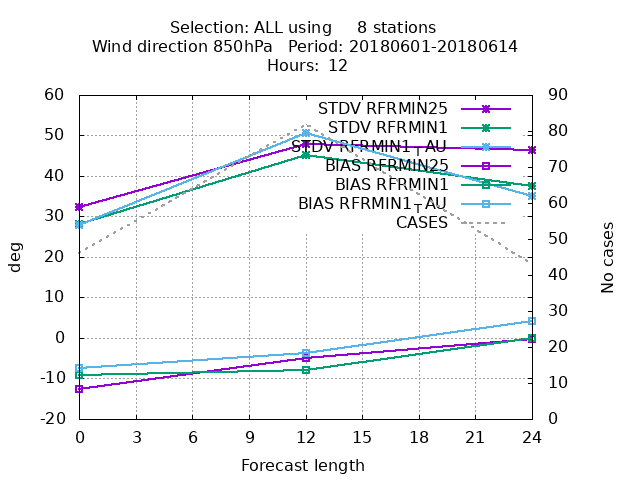 Selection: ALL using     8 stations
Wind direction 850hPa   Period: 20180601-20180614
Hours: 12
STDV RFRMIN25
STDV RFRMIN1
STDV RFRMIN1_AU
BIAS RFRMIN25
BIAS RFRMIN1
BIAS RFRMIN1_AU
CASES
deg
60
50
40
30
20
10
0
-10
-20
90
80
70
60
50
40
30
20
10
0
No cases
0 3 6 9 12 15 18 21 24
Forecast length